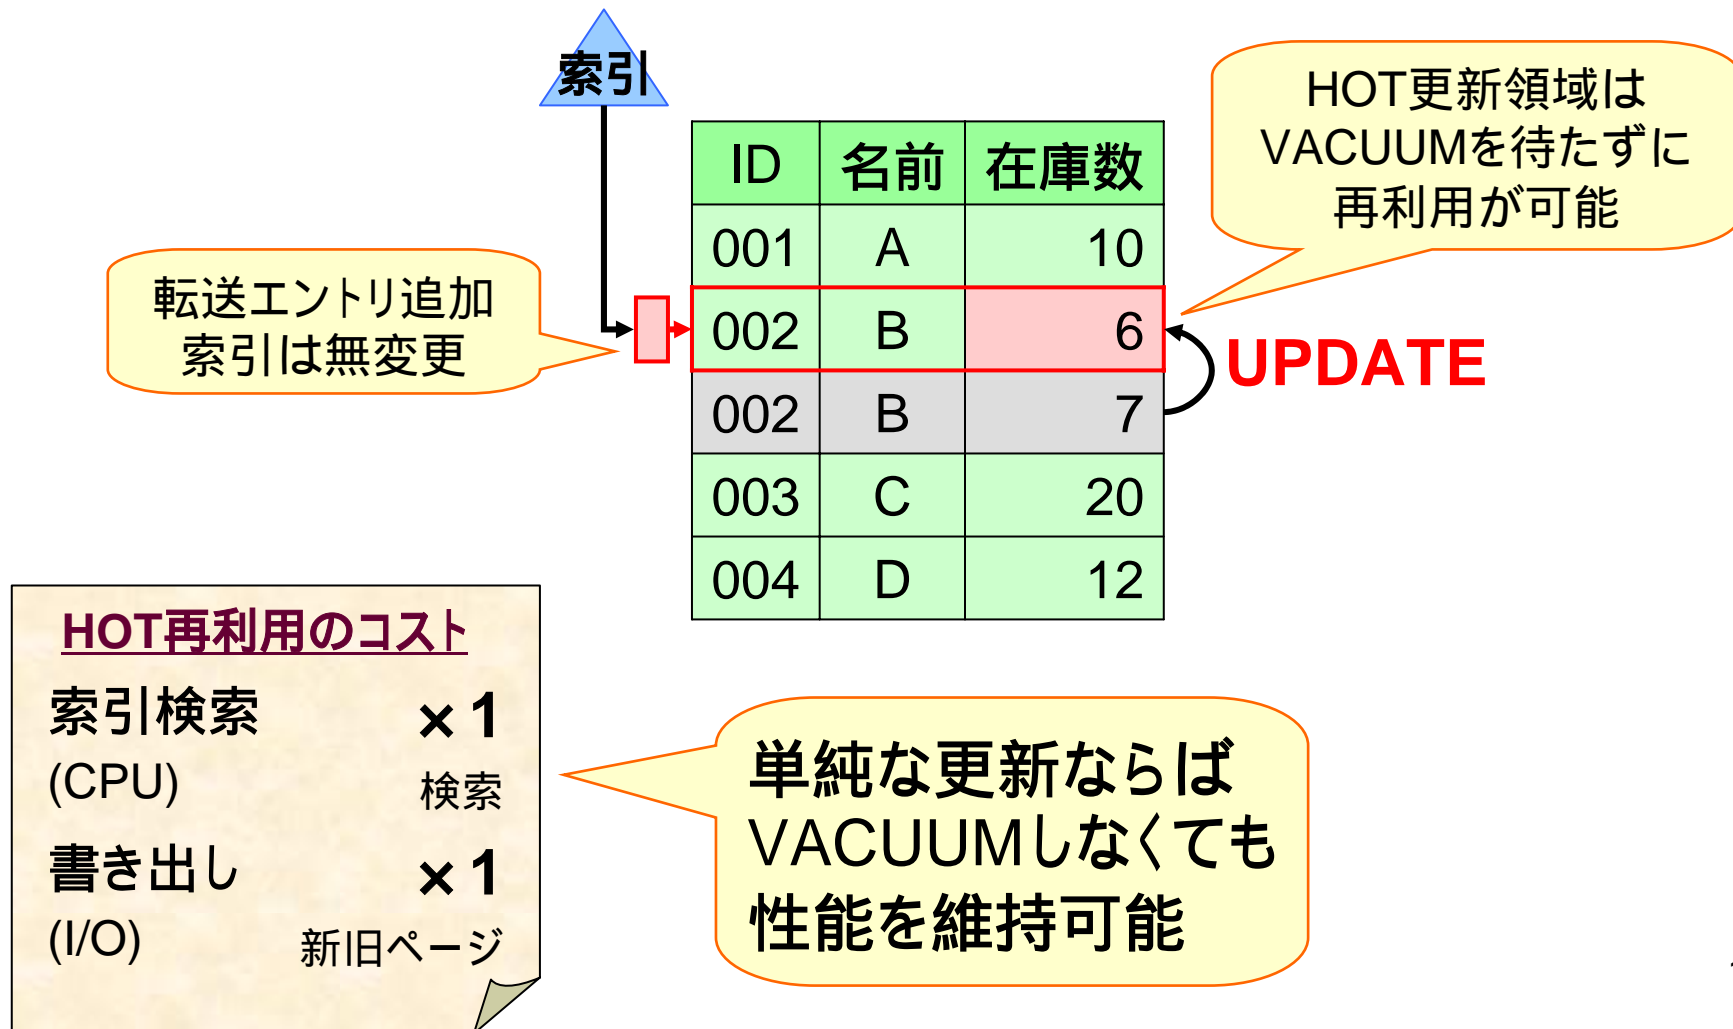 索引
HOT更新領域は
VACUUMを待たずに
再利用が可能
ID 名前 在庫数
001 A 10
002 B 6
002 B 7
003 C 20
004 D 12
転送エントリ追加
索引は無変更
UPDATE
HOT再利用のコスト
索引検索 ×1
(CPU) 検索
書き出し ×1
(I/O) 新旧ページ
単純な更新ならば
VACUUMしなくても
性能を維持可能